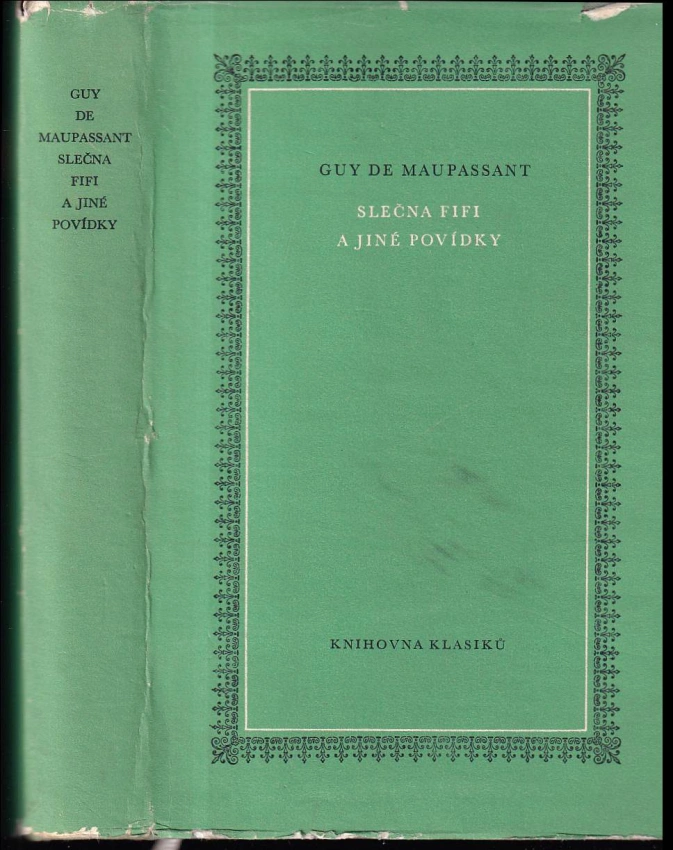 GUY
DE
MAUPASSANT
SLEČNA
FIFI
A JINÉ
POVÍDKY
GUY DE MAUPASSANT
SLEČNA FIFI
A JINÉ POVÍDKY
KNIHOVNA KLASIKŮ